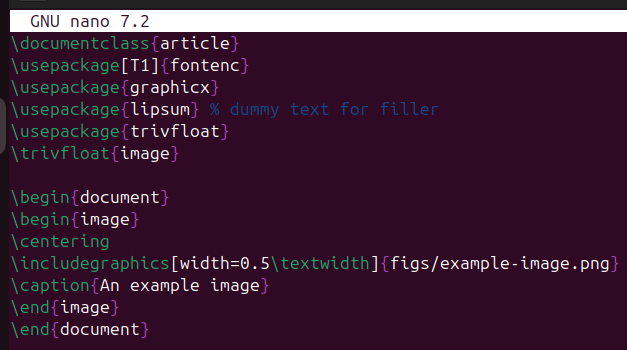 GNU nano 7.2
\documentclass{article}
\usepackage[T1]{fontenc}
\usepackage{graphicx}
\usepackage{lipsum} % dummy text for filler
\usepackage{trivfloat}
\trivfloat{image}
\begin{document}
\begin{image}
\centering
\includegraphics[width=0.5\textwidth]{figs/example-image.png}
\caption{An example image}
\end{image}
\end{document}